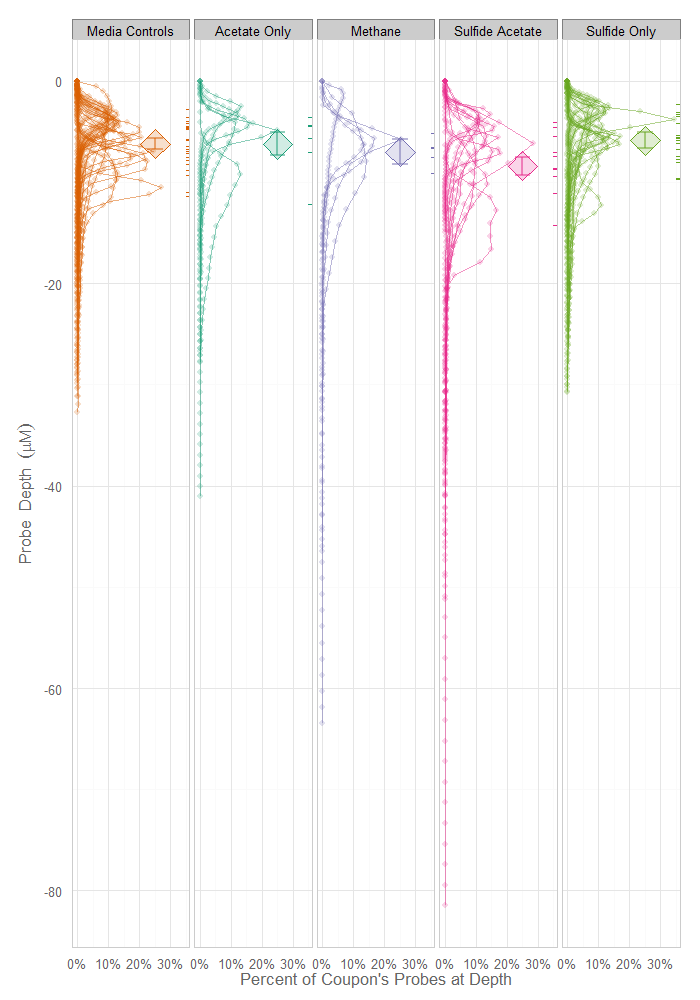 Media Controls Acetate Only Methane Sulfide Acetate Sulfide Only
0
-20
-40
-60
-80
Probe Depth (μM)
0% 10% 20% 30% 0% 10% 20% 30% 0% 10% 20% 30% 0% 10% 20% 30% 0% 10% 20% 30%
Percent of Coupon's Probes at Depth